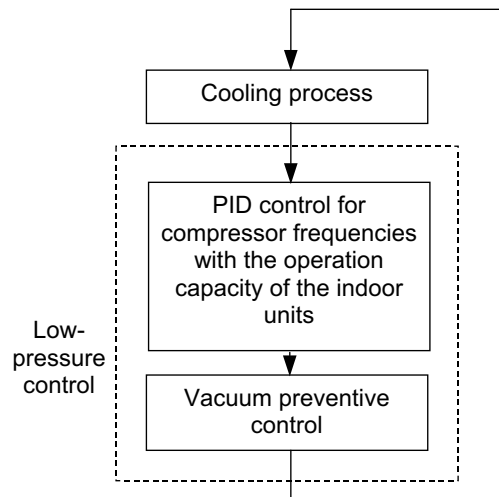 Cooling process
PID control for
compressor frequencies
with the operation
capacity of the indoor
units
Low-
pressure
control
Vacuum preventive
control